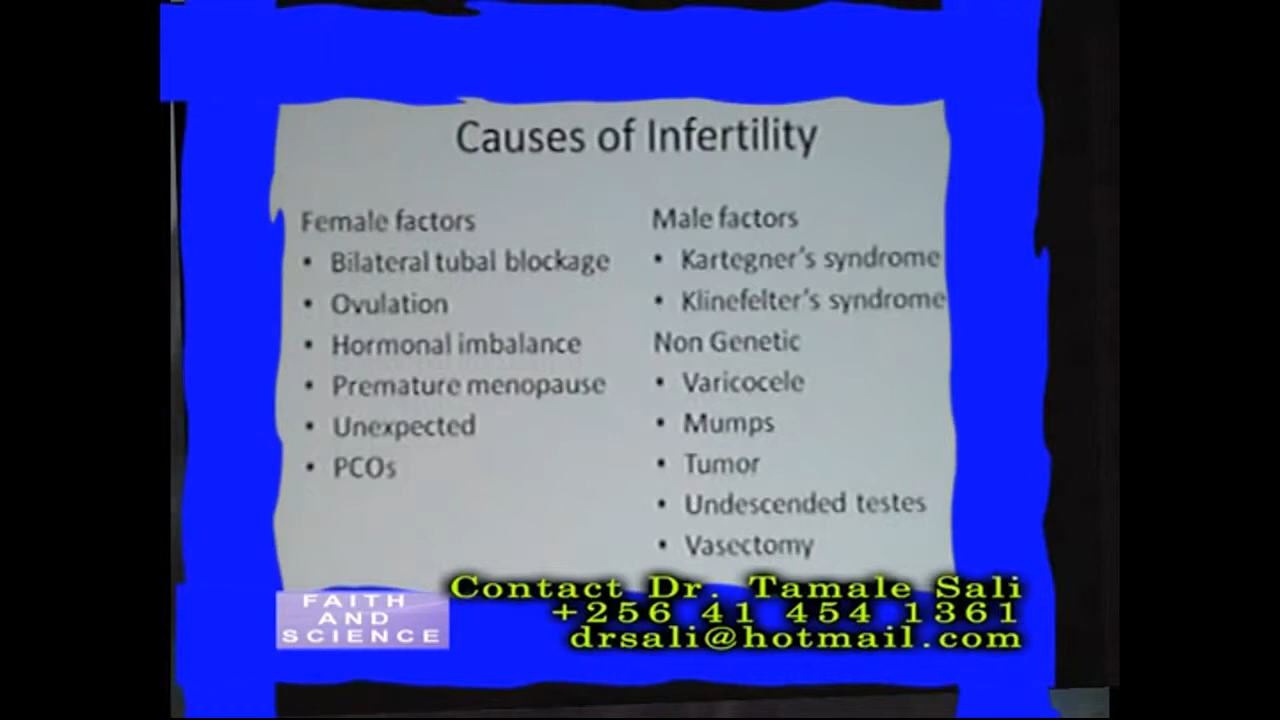 Causes of Infertility
Female factors
• Bilateral tubal blockage
• Ovulation
• Hormonal imbalance
• Premature menopause
• Unexpected
• PCOs
Male factors
• Kartegner's syndrome
• Klinefelter's syndrome
Non Genetic
• Varicocele
• Mumps
• Tumor
• Undescended testes
• Vasectomy
FAITH
AND
SCIENCE
Contact Dr. Tamale Sali
+256 41 454 1361
drsali@hotmail.com